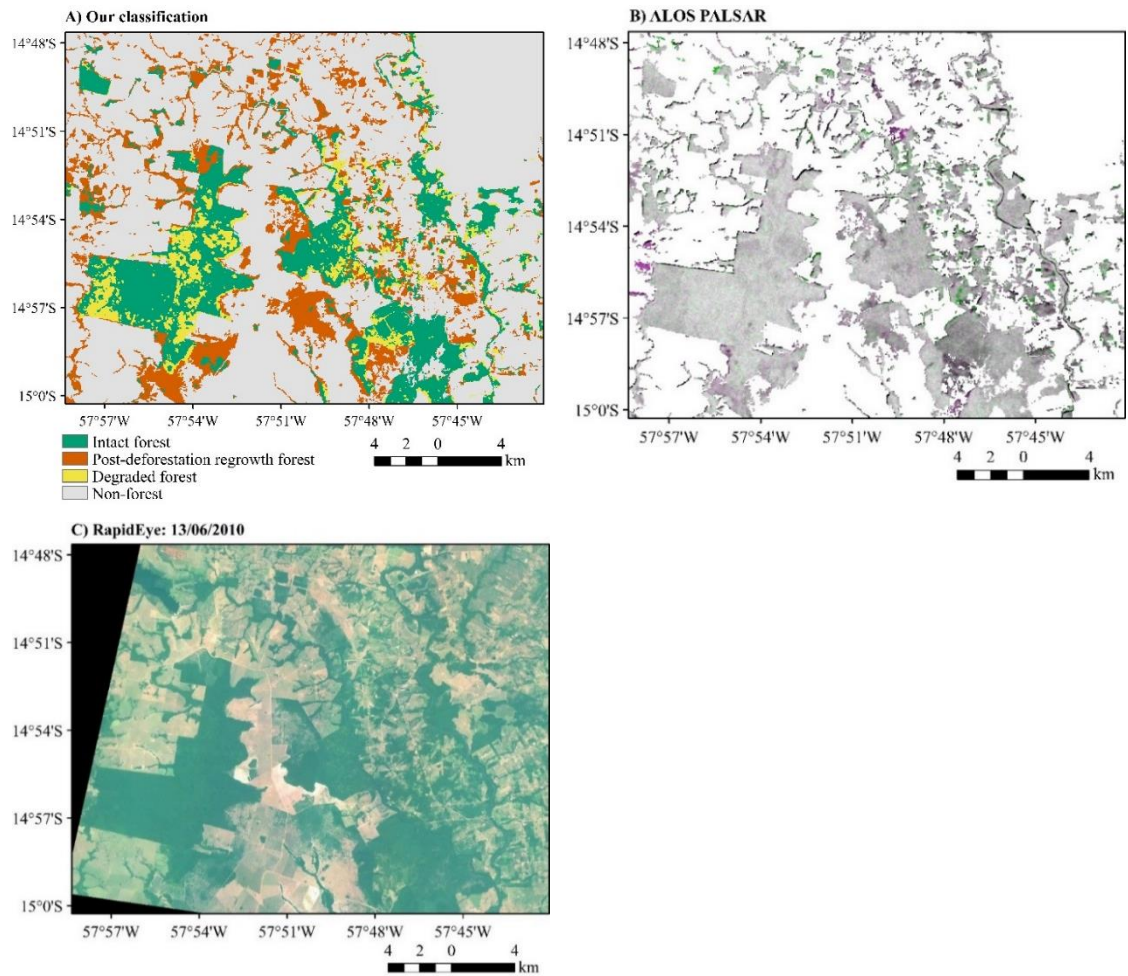 A) Our classification
14°48'S
14°51'S
14°54'S
14°57'S
15°0'S
57°57'W 57°54'W 57°51'W 57°48'W 57°45'W
Intact forest
Post-deforestation regrowth forest
Degraded forest
Non-forest
4 2 0 4
km
B) ALOS PALSAR
14°48'S
14°51'S
14°54'S
14°57'S
15°0'S
57°57'W 57°54'W 57°51'W 57°48'W 57°45'W
4 2 0 4
km
C) RapidEye: 13/06/2010
14°48'S
14°51'S
14°54'S
14°57'S
15°0'S
57°57'W 57°54'W 57°51'W 57°48'W 57°45'W
4 2 0 4
km